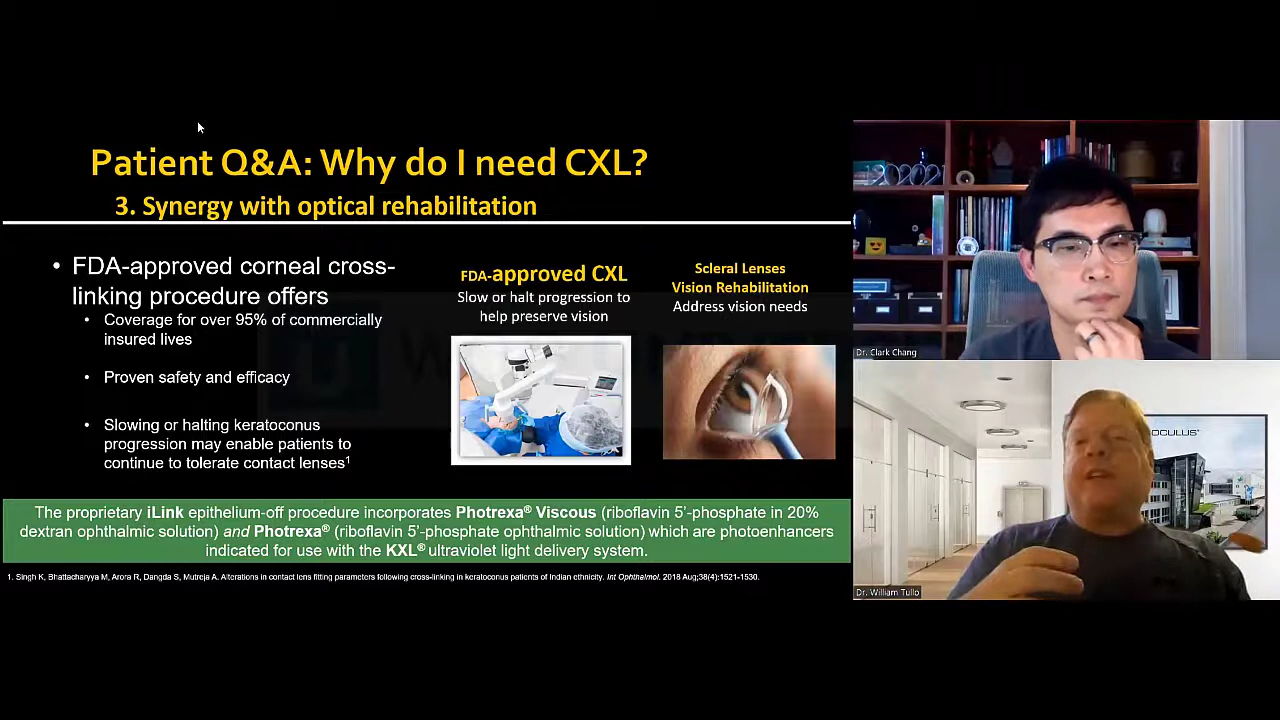 Patient Q&A: Why do I need CXL?
3. Synergy with optical rehabilitation
• FDA-approved corneal cross-
linking procedure offers
• Coverage for over 95% of commercially
insured lives
• Proven safety and efficacy
• Slowing or halting keratoconus
progression may enable patients to
continue to tolerate contact lenses¹
FDA-approved CXL
Slow or halt progression to
help preserve vision
Scleral Lenses
Vision Rehabilitation
Address vision needs
The proprietary iLink epithelium-off procedure incorporates Photrexa® Viscous (riboflavin 5'-phosphate in 20%
dextran ophthalmic solution) and Photrexa® (riboflavin 5'-phosphate ophthalmic solution) which are photoenhancers
indicated for use with the KXL® ultraviolet light delivery system.
1. Singh K, Bhattacharyya M, Arora R, Dangda S, Mutreja A. Alterations in contact lens fitting parameters following cross-linking in keratoconus patients of Indian ethnicity. Int Ophthalmol. 2018 Aug;38(4):1521-1530.
Dr. Clark Chang
OCULUS®
Dr. William Tullo